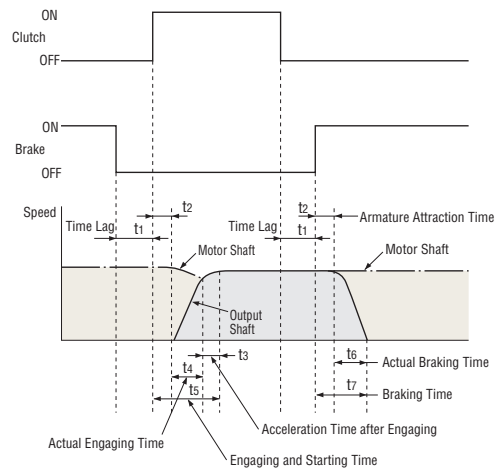 ON
Clutch
OFF
ON
Brake
OFF
Speed
t2
t2
Armature Attraction Time
Time Lag
t1
Time Lag
t1
Motor Shaft
Motor Shaft
Output
Shaft
t3
t6
Actual Braking Time
t4
t5
t7
Braking Time
Acceleration Time after Engaging
Actual Engaging Time
Engaging and Starting Time